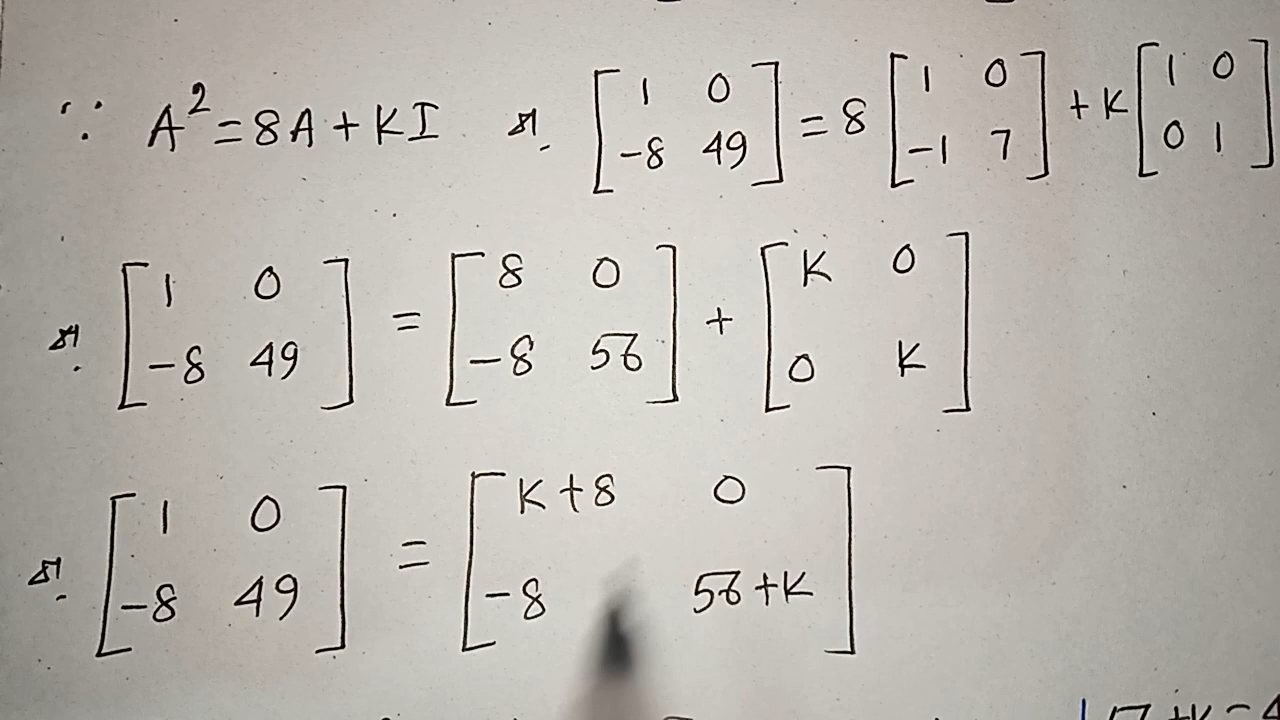 ∵ A² = 8A + KI या. [1 0; -8 49] = 8 [1 0; -1 7] + K [1 0; 0 1]
या. [1 0; -8 49] = [8 0; -8 56] + [K 0; 0 K]
या. [1 0; -8 49] = [K+8 0; -8 56+K]